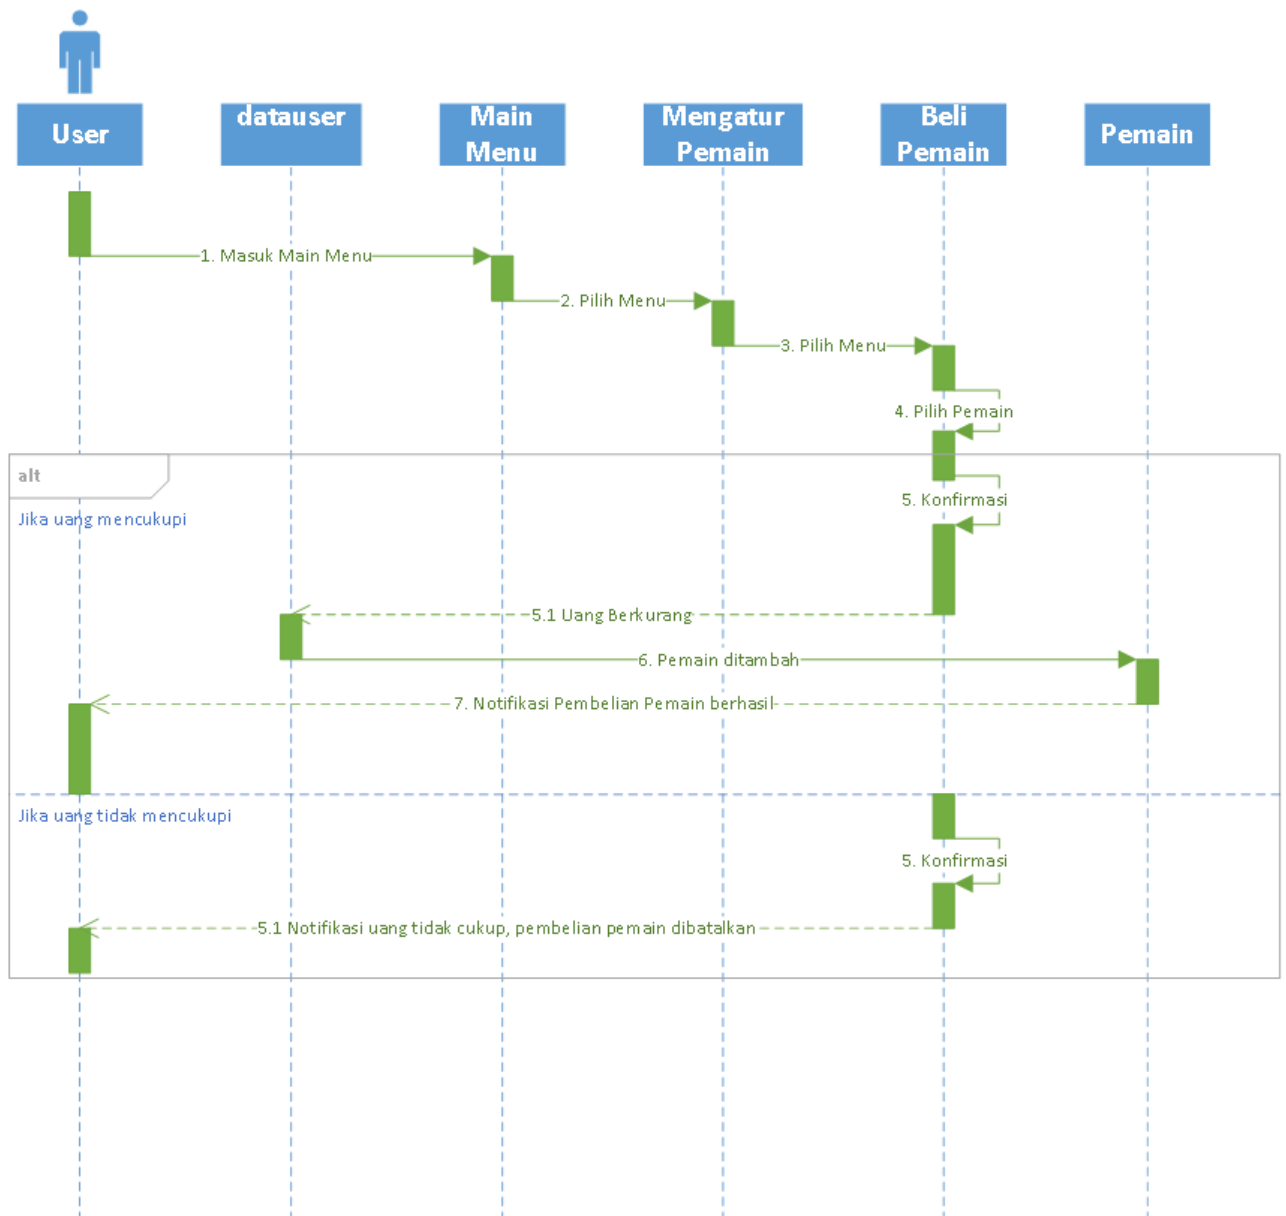 User
datauser
Main
Menu
Mengatur
Pemain
Beli
Pemain
Pemain
1. Masuk Main Menu
2. Pilih Menu
3. Pilih Menu
4. Pilih Pemain
alt
5. Konfirmasi
Jika uang mencukupi
5.1 Uang Berkurang
6. Pemain ditambah
7. Notifikasi Pembelian Pemain berhasil
Jika uang tidak mencukupi
5. Konfirmasi
5.1 Notifikasi uang tidak cukup, pembelian pemain dibatalkan